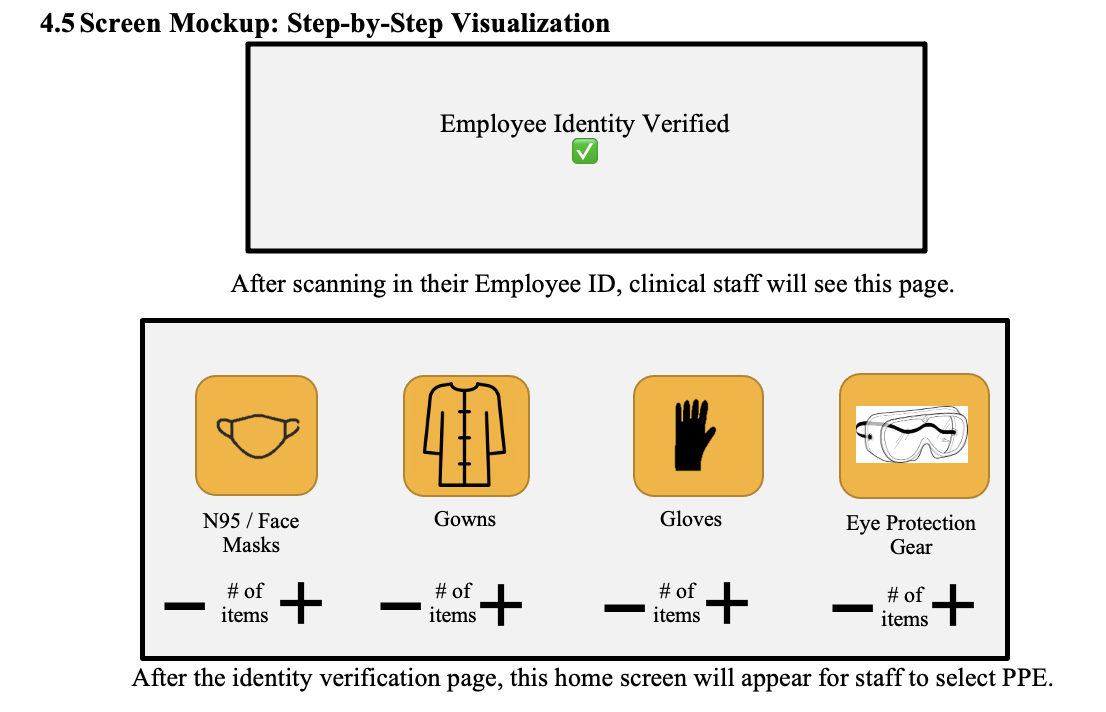 4.5 Screen Mockup: Step-by-Step Visualization
Employee Identity Verified
After scanning in their Employee ID, clinical staff will see this page.
N95 / Face
Masks
Gowns
Gloves
Eye Protection
Gear
# of
items
# of
items
# of
items
# of
items
After the identity verification page, this home screen will appear for staff to select PPE.